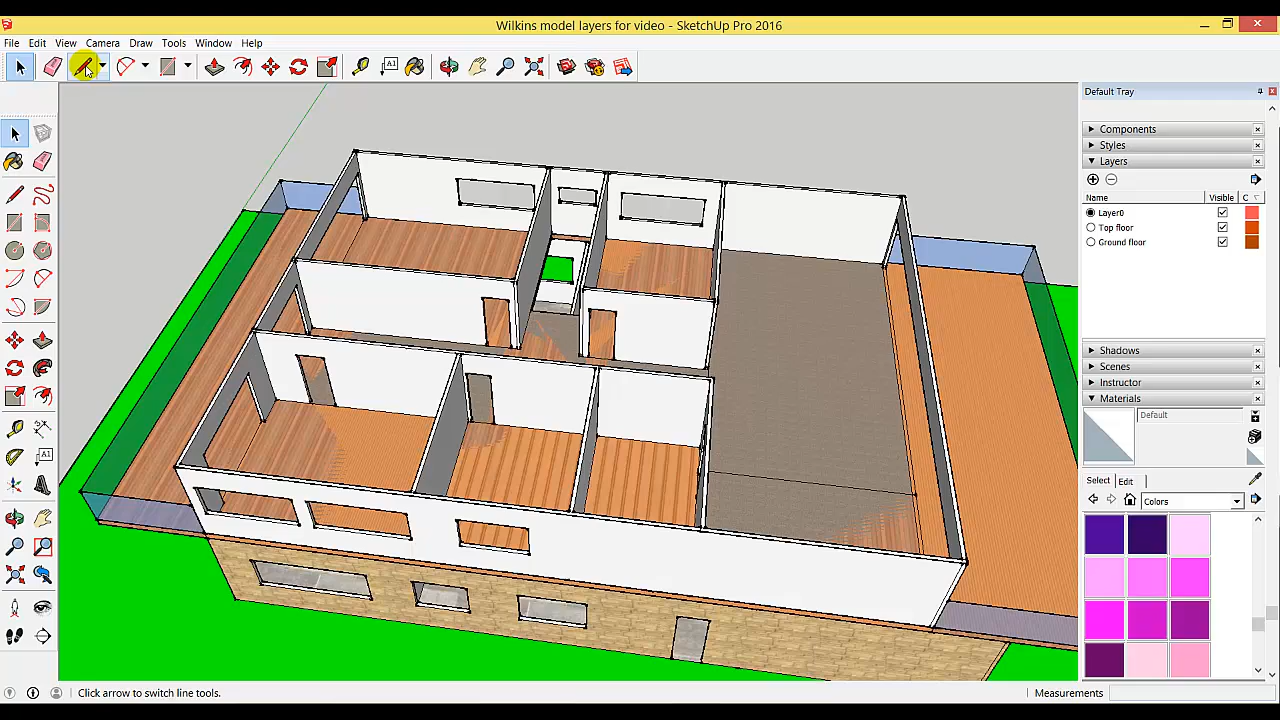 Wilkins model layers for video - SketchUp Pro 2016
File Edit View Camera Draw Tools Window Help
A1
Default Tray
Components
Styles
Layers
Name Visible C
Layer0
Top floor
Ground floor
Shadows
Scenes
Instructor
Materials
Default
Select Edit
Colors
A1
Click arrow to switch line tools.
Measurements